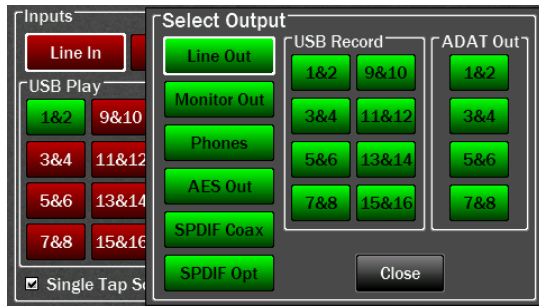 Inputs
Line In
USB Play
1&2 9&10
3&4 11&12
5&6 13&14
7&8 15&16
Single Tap
Select Output
Line Out
Monitor Out
Phones
AES Out
SPDIF Coax
SPDIF Opt
USB Record
1&2 9&10
3&4 11&12
5&6 13&14
7&8 15&16
ADAT Out
1&2
3&4
5&6
7&8
Close